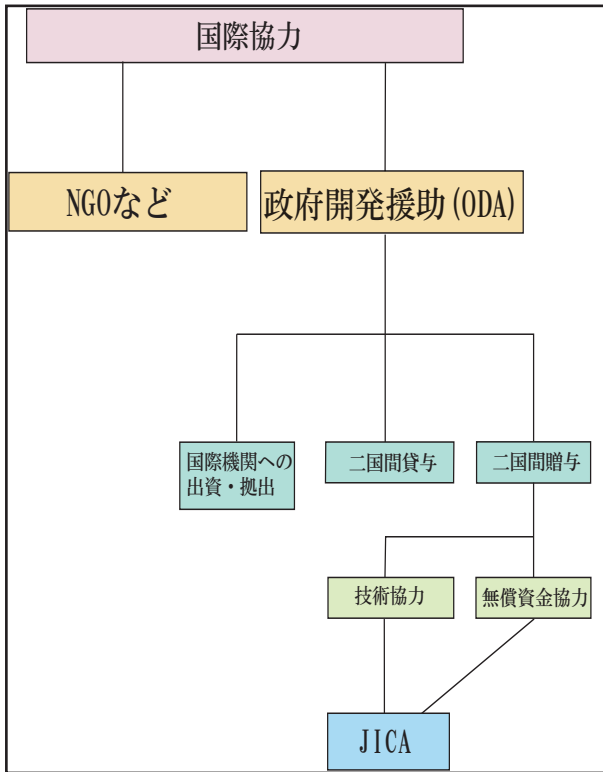 国際協力
NGOなど
政府開発援助(ODA)
国際機関への
出資・拠出
二国間貸与
二国間贈与
技術協力
無償資金協力
JICA